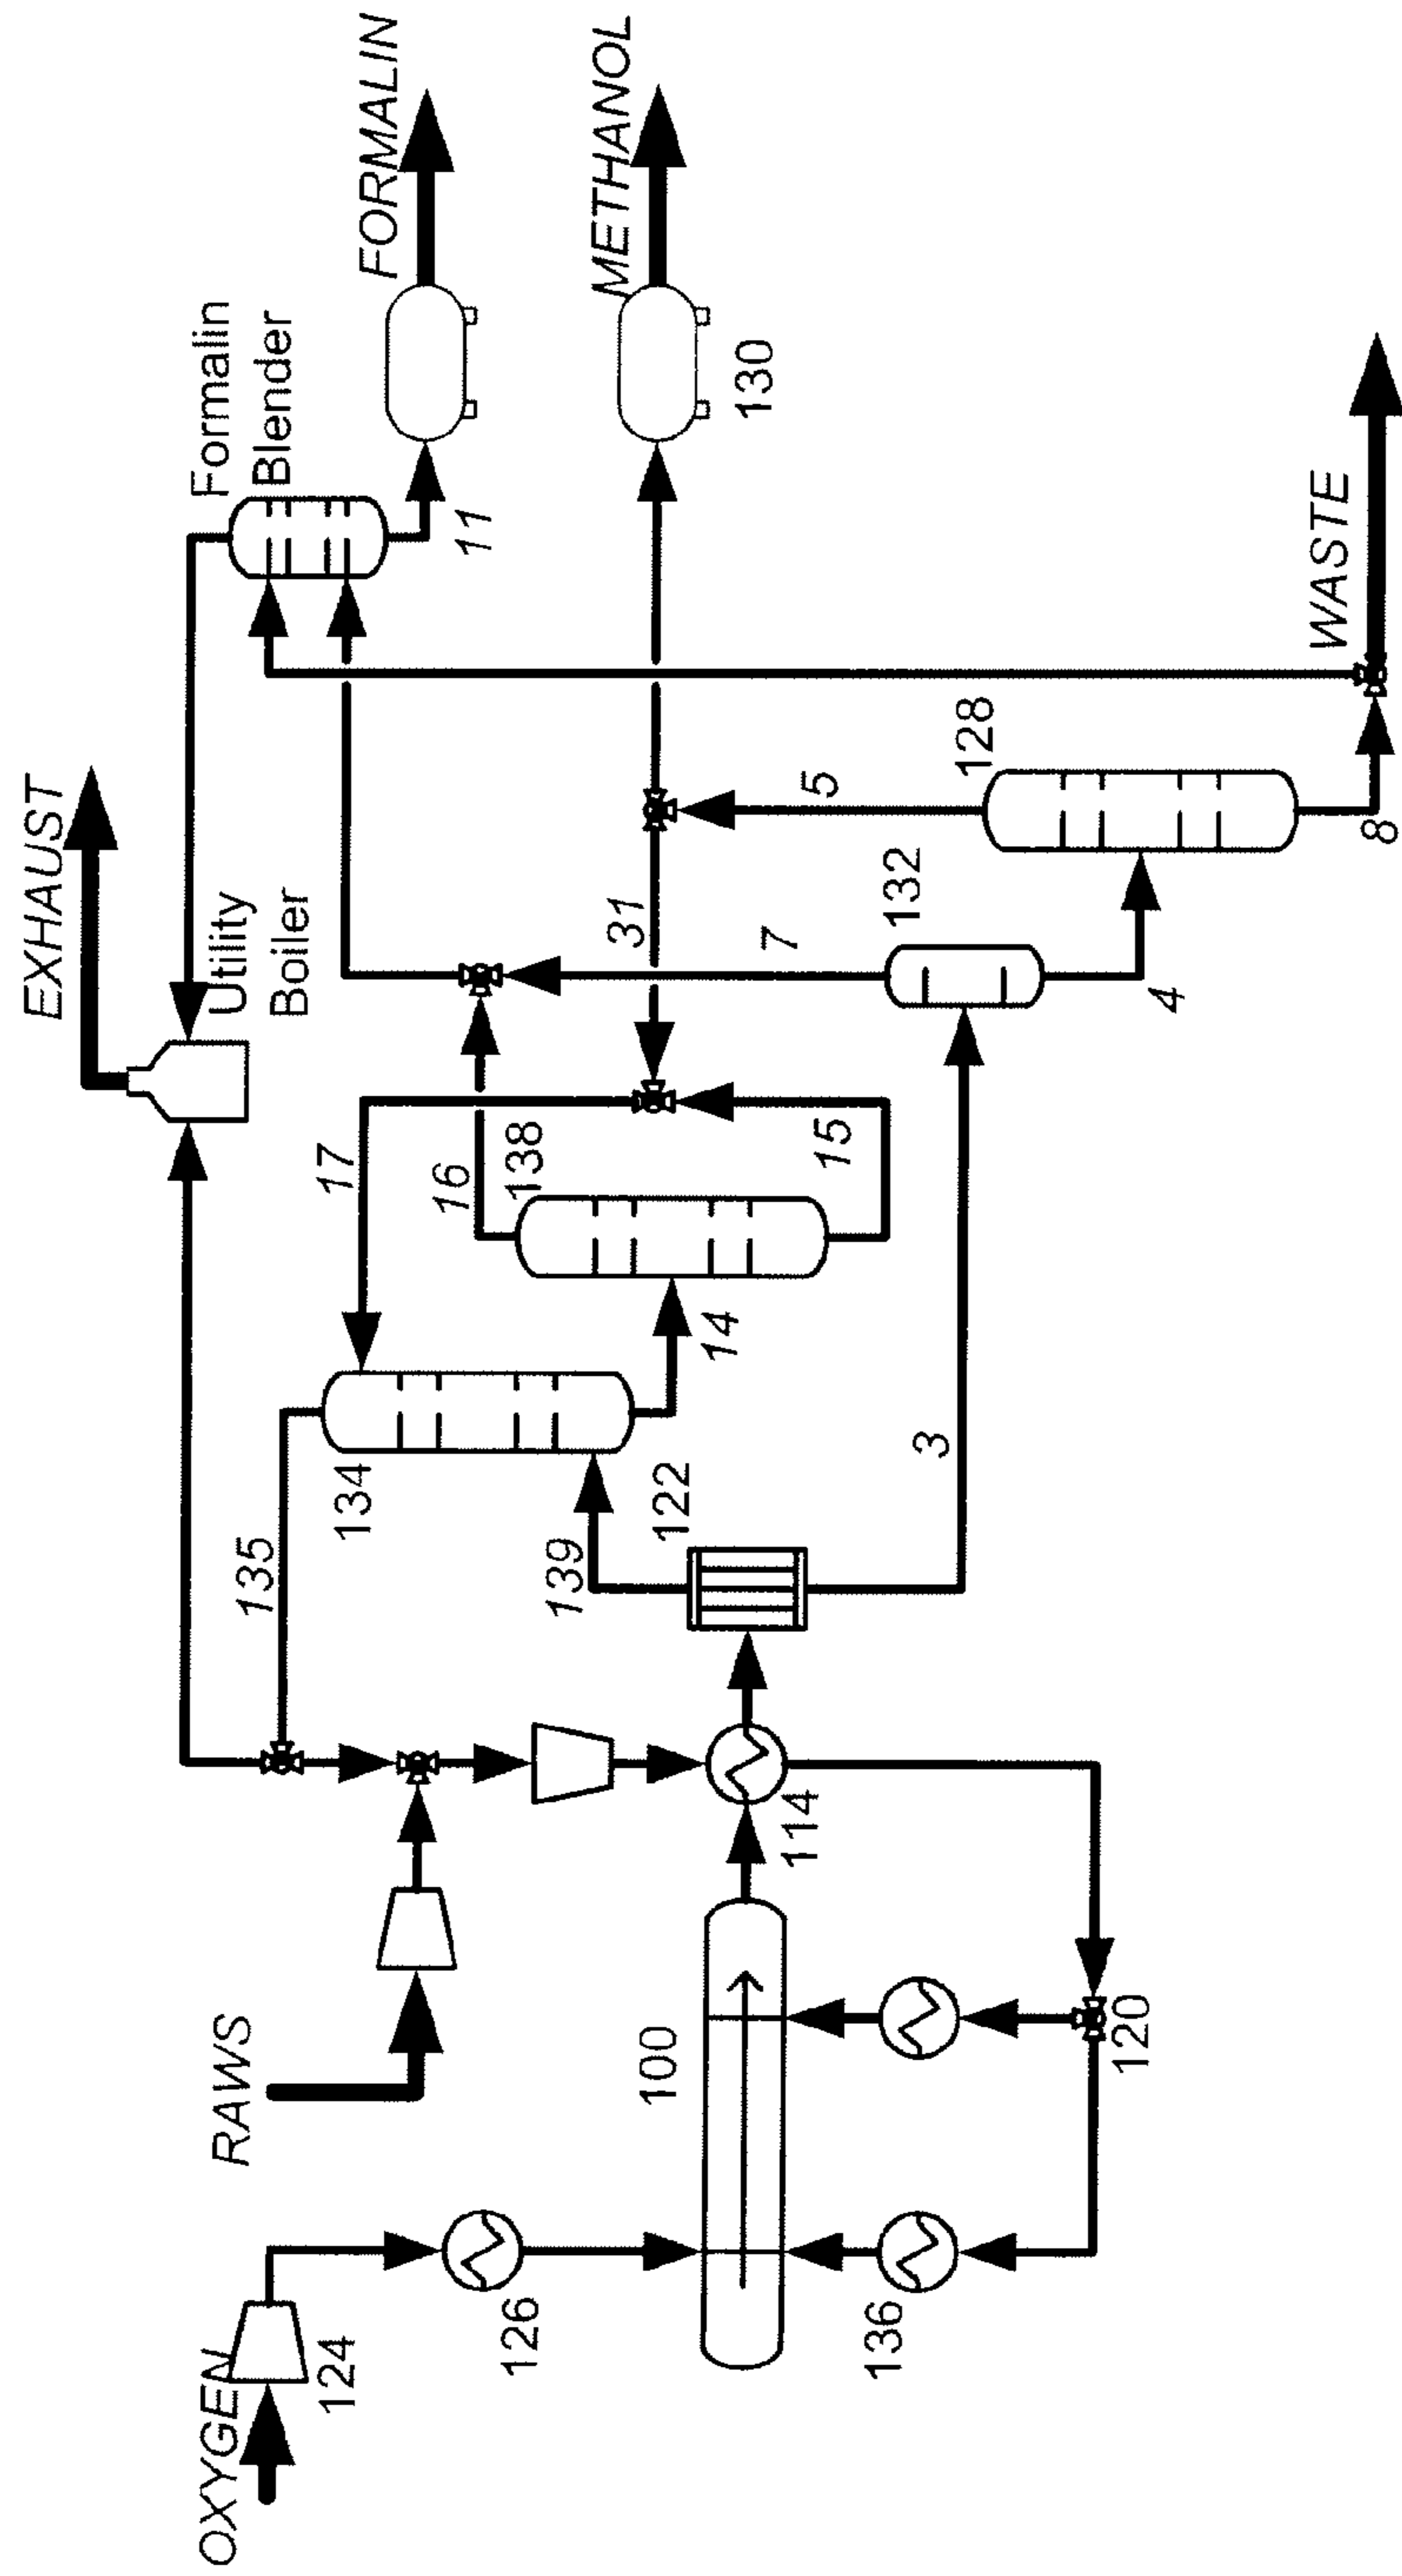 EXHAUST
Utility
Boiler
Formalin
Blender
FORMALIN
11
METHANOL
130
RAWS
OXYGEN
124
126
135
134
17
16
138
31
7
5
132
128
139
122
14
15
100
114
136
120
3
4
8
WASTE